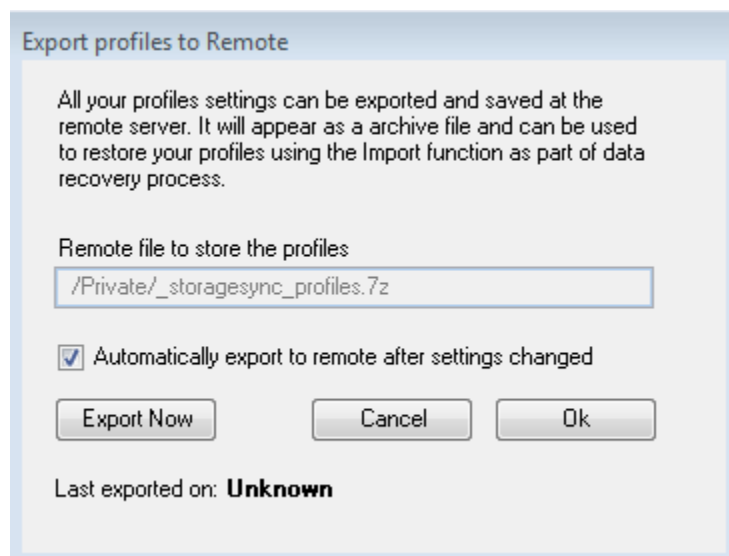 Export profiles to Remote
All your profiles settings can be exported and saved at the
remote server. It will appear as a archive file and can be used
to restore your profiles using the Import function as part of data
recovery process.
Remote file to store the profiles
/Private/_storagesync_profiles.7z
Automatically export to remote after settings changed
Export Now Cancel Ok
Last exported on: Unknown